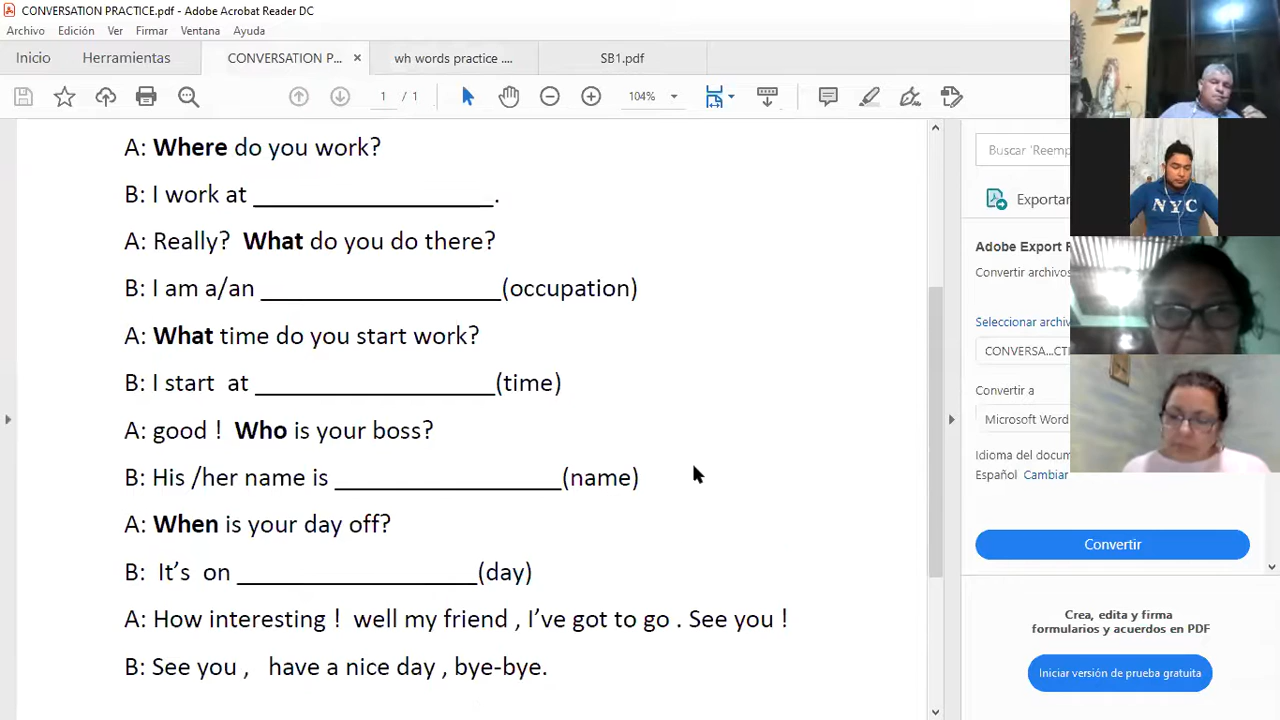 CONVERSATION PRACTICE.pdf - Adobe Acrobat Reader DC
Archivo Edición Ver Firmar Ventana Ayuda
Inicio Herramientas CONVERSATION P... × wh words practice .... SB1.pdf
1 / 1 104%
A: Where do you work?
B: I work at ____________________.
A: Really? What do you do there?
B: I am a/an ____________________(occupation)
A: What time do you start work?
B: I start at ____________________(time)
A: good ! Who is your boss?
B: His /her name is ___________________(name)
A: When is your day off?
B: It’s on ____________________(day)
A: How interesting ! well my friend , I’ve got to go . See you !
B: See you , have a nice day , bye-bye.
Buscar 'Reemp
Exportar
Adobe Export P
Convertir archivos
Seleccionar archiv
CONVERSA...CTI
Convertir a
Microsoft Word
Idioma del docum
Español Cambiar
Convertir
Crea, edita y firma
formularios y acuerdos en PDF
Iniciar versión de prueba gratuita
NYC